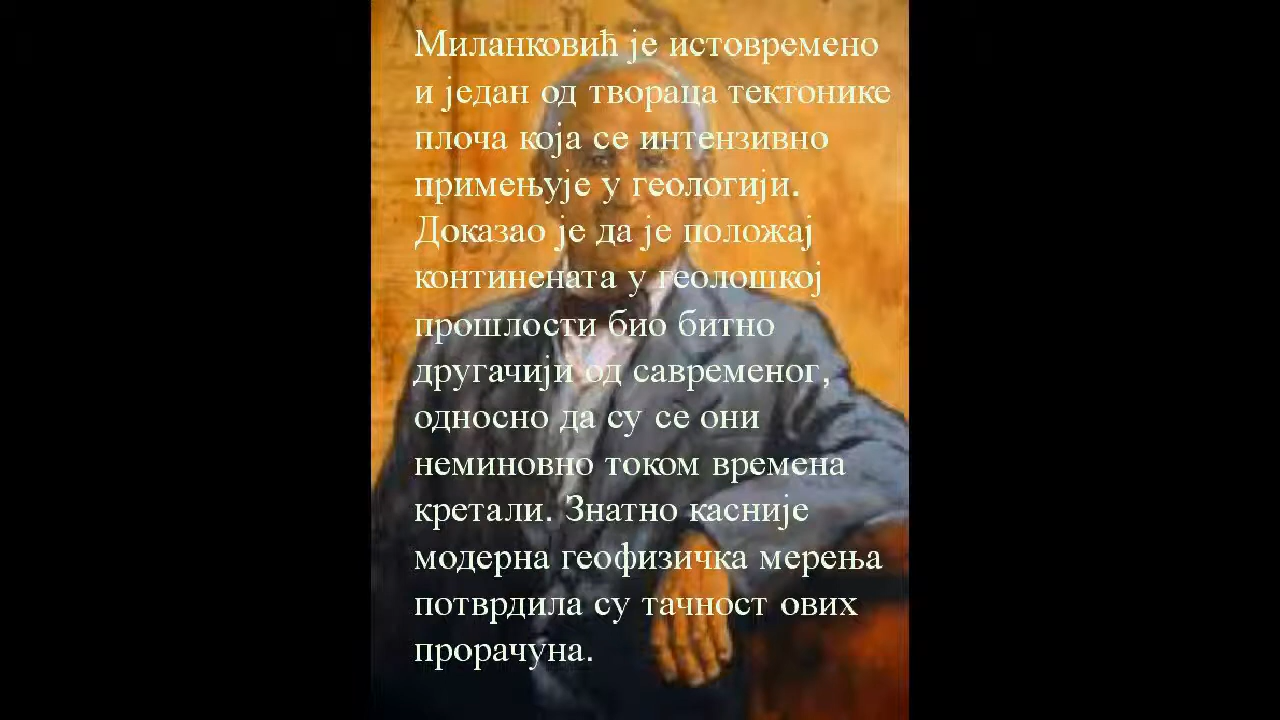 Миланковић је истовремено
и један од твораца тектонике
плоча која се интензивно
примењује у геологији.
Доказао је да је положај
континената у геолошкој
прошлости био битно
другачији од савременог,
односно да су се они
неминовно током времена
кретали. Знатно касније
модерна геофизичка мерења
потврдила су тачност ових
прорачуна.